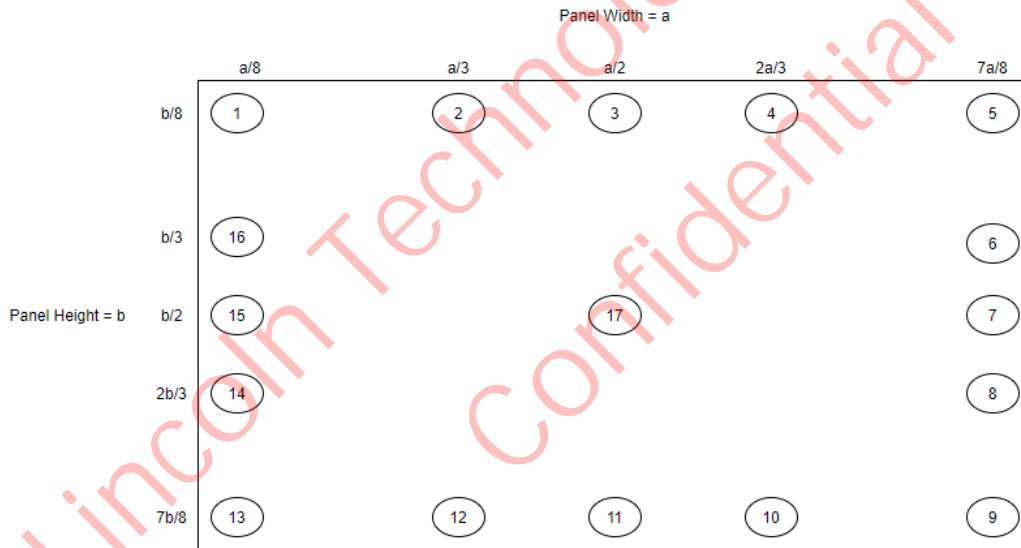 Panel Width = a
a/8 a/3 a/2 2a/3 7a/8
b/8 1 2 3 4 5
b/3 16 6
Panel Height = b b/2 15 17 7
2b/3 14 8
7b/8 13 12 11 10 9
Lincoln
Confidential